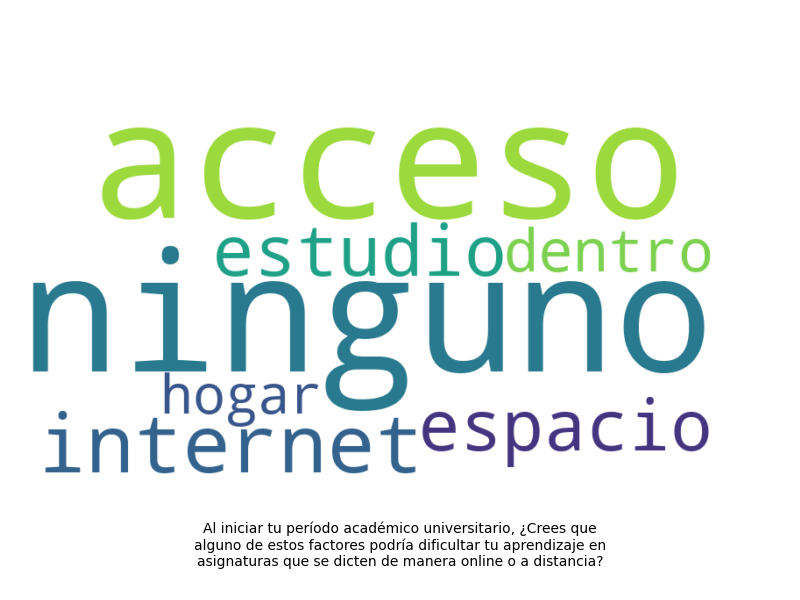 acceso
estudio dentro
ninguno
hogar
internet espacio
Al iniciar tu período académico universitario, ¿Crees que
alguno de estos factores podría dificultar tu aprendizaje en
asignaturas que se dicten de manera online o a distancia?